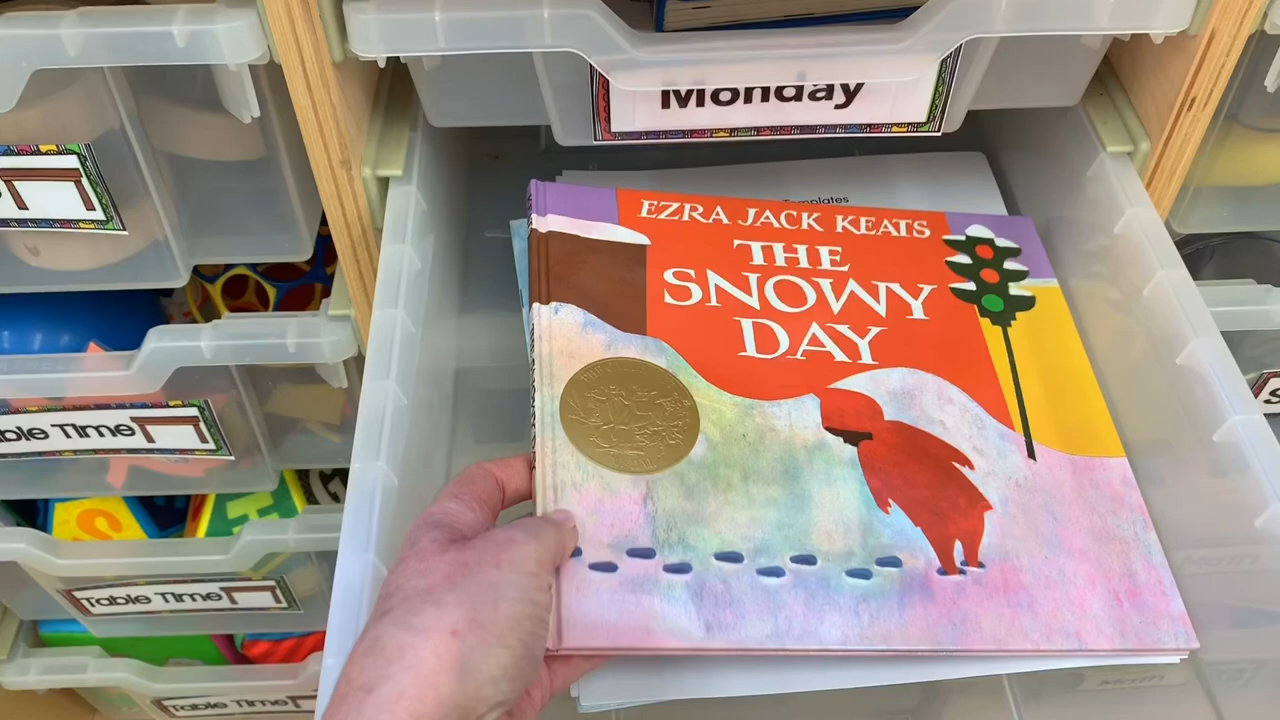 Monday
Templates
EZRA JACK KEATS
THE
SNOWY
DAY
Table Time
Table Time